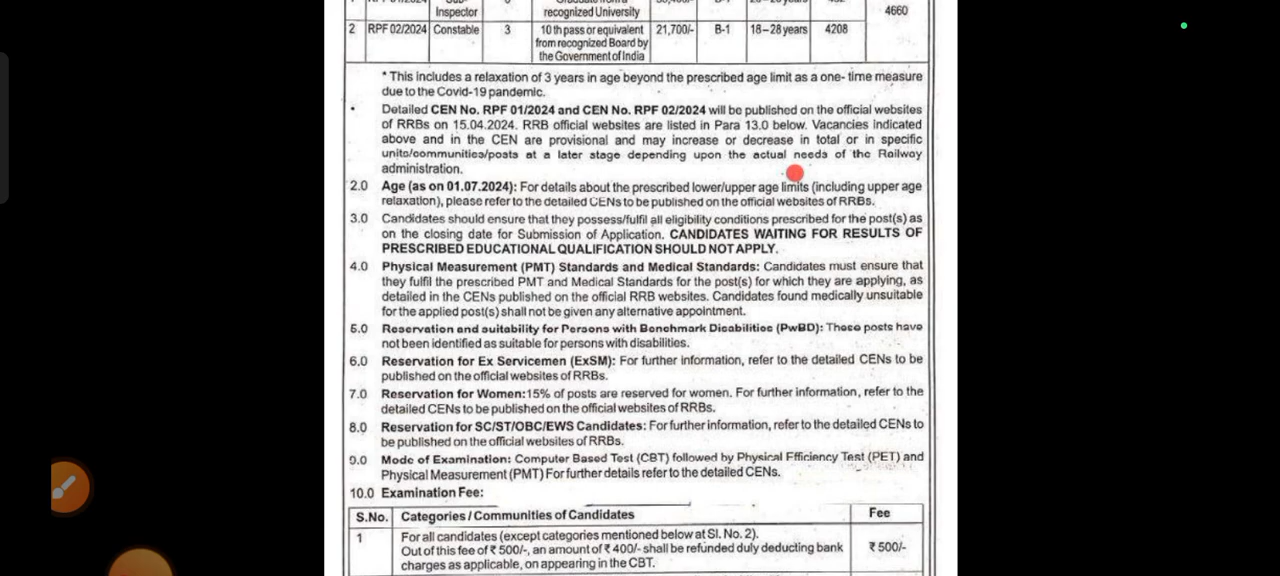 Inspector recognized University
4660
2 RPF 02/2024 Constable 3 10th pass or equivalent 21,700/- B-1 18–28 years 4208
from recognized Board by
the Government of India
* This includes a relaxation of 3 years in age beyond the prescribed age limit as a one- time measure
due to the Covid-19 pandemic.
• Detailed CEN No. RPF 01/2024 and CEN No. RPF 02/2024 will be published on the official websites
of RRBs on 15.04.2024. RRB official websites are listed in Para 13.0 below. Vacancies indicated
above and in the CEN are provisional and may increase or decrease in total or in specific
units/communities/posts at a later stage depending upon the actual needs of the Railway
administration.
2.0 Age (as on 01.07.2024): For details about the prescribed lower/upper age limits (including upper age
relaxation), please refer to the detailed CENs to be published on the official websites of RRBs.
3.0 Candidates should ensure that they possess/fulfil all eligibility conditions prescribed for the post(s) as
on the closing date for Submission of Application. CANDIDATES WAITING FOR RESULTS OF
PRESCRIBED EDUCATIONAL QUALIFICATION SHOULD NOT APPLY.
4.0 Physical Measurement (PMT) Standards and Medical Standards: Candidates must ensure that
they fulfil the prescribed PMT and Medical Standards for the post(s) for which they are applying, as
detailed in the CENs published on the official RRB websites. Candidates found medically unsuitable
for the applied post(s) shall not be given any alternative appointment.
5.0 Reservation and suitability for Persons with Benchmark Disabilities (PwBD): These posts have
not been identified as suitable for persons with disabilities.
6.0 Reservation for Ex Servicemen (ExSM): For further information, refer to the detailed CENs to be
published on the official websites of RRBs.
7.0 Reservation for Women:15% of posts are reserved for women. For further information, refer to the
detailed CENs to be published on the official websites of RRBs.
8.0 Reservation for SC/ST/OBC/EWS Candidates: For further information, refer to the detailed CENs to
be published on the official websites of RRBs.
9.0 Mode of Examination: Computer Based Test (CBT) followed by Physical Efficiency Test (PET) and
Physical Measurement (PMT) For further details refer to the detailed CENs.
10.0 Examination Fee:
S.No. Categories / Communities of Candidates Fee
1 For all candidates (except categories mentioned below at Sl. No. 2).
Out of this fee of ₹ 500/-, an amount of ₹ 400/- shall be refunded duly deducting bank ₹ 500/-
charges as applicable, on appearing in the CBT.